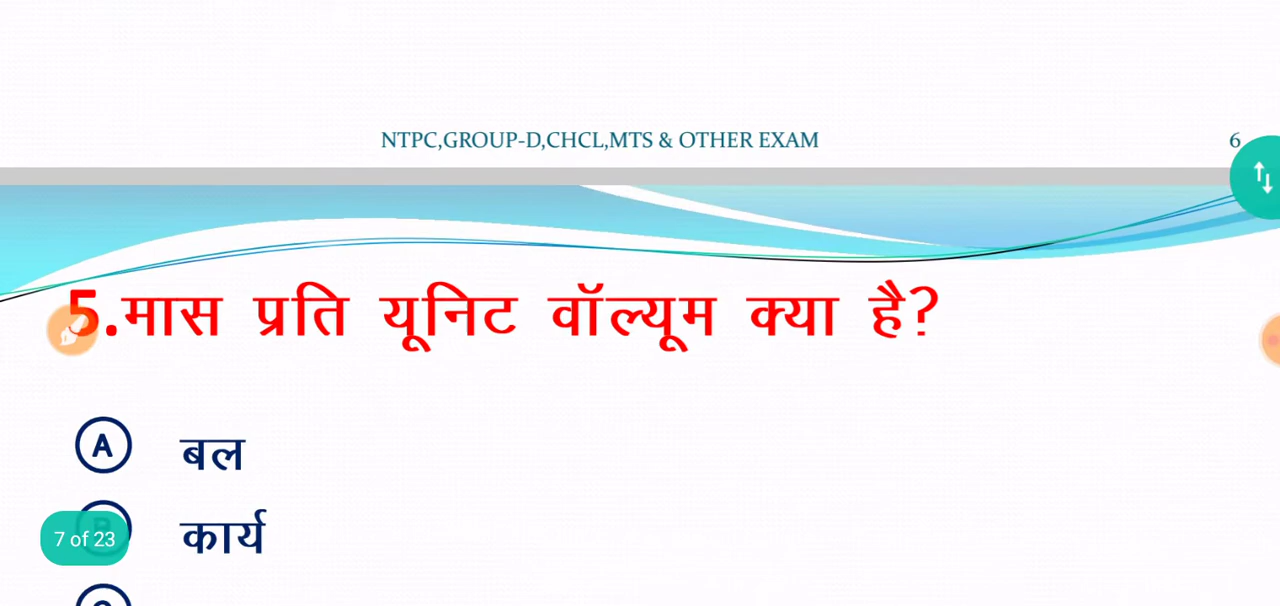 NTPC,GROUP-D,CHCL,MTS & OTHER EXAM
6
5.मास प्रति यूनिट वॉल्यूम क्या है?
A बल
कार्य
7 of 23